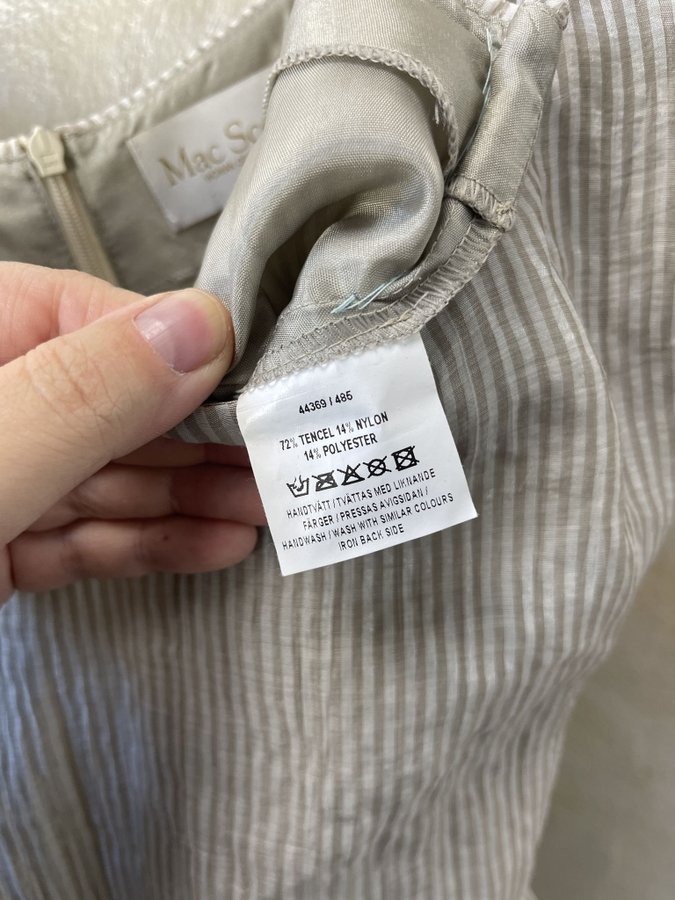 Mac
44369 / 485
72% TENCEL 14% NYLON
14% POLYESTER
HANDTVÄTT / TVÄTTAS MED LIKNANDE
FÄRGER / PRESSAS AVIGSIDAN /
HANDWASH / WASH WITH SIMILAR COLOURS
IRON BACK SIDE